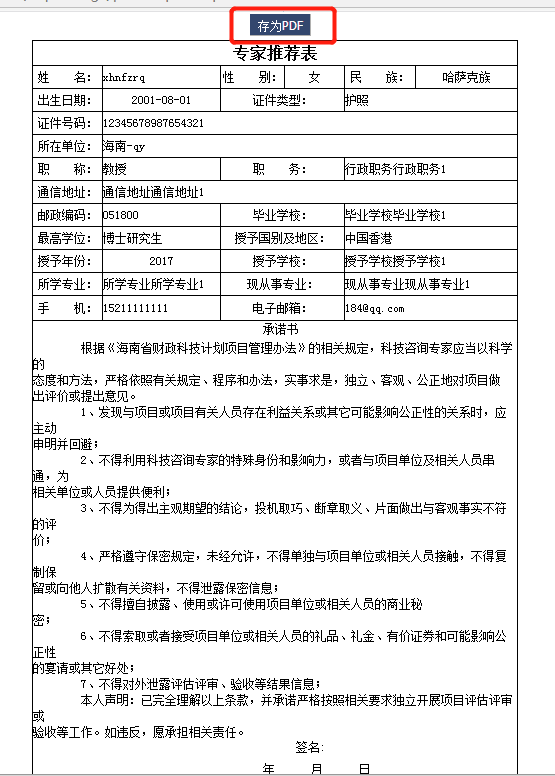 存为PDF
专家推荐表
姓 名: xhnfzrq 性 别: 女 民 族: 哈萨克族
出生日期: 2001-08-01 证件类型: 护照
证件号码: 12345678987654321
所在单位: 海南-qy
职 称: 教授 职 务: 行政职务行政职务1
通信地址: 通信地址通信地址1
邮政编码: 051800 毕业学校: 毕业学校毕业学校1
最高学位: 博士研究生 授予国别及地区: 中国香港
授予年份: 2017 授予学校: 授予学校授予学校1
所学专业: 所学专业所学专业1 现从事专业: 现从事专业现从事专业1
手 机: 15211111111 电子邮箱: 184@qq.com
承诺书
根据《海南省财政科技计划项目管理办法》的相关规定，科技咨询专家应当以科学
的
态度和方法，严格依照有关规定、程序和办法，实事求是，独立、客观、公正地对项目做
出评价或提出意见。
1、发现与项目或项目有关人员存在利益关系或其它可能影响公正性的关系时，应
主动
申明并回避；
2、不得利用科技咨询专家的特殊身份和影响力，或者与项目单位及相关人员串
通，为
相关单位或人员提供便利；
3、不得为得出主观期望的结论，投机取巧、断章取义、片面做出与客观事实不符
的评
价；
4、严格遵守保密规定，未经允许，不得单独与项目单位或相关人员接触，不得复
制保
留或向他人扩散有关资料，不得泄露保密信息；
5、不得擅自披露、使用或许可使用项目单位或相关人员的商业秘
密；
6、不得索取或者接受项目单位或相关人员的礼品、礼金、有价证券和可能影响公
正性
的宴请或其它好处；
7、不得对外泄露评估评审、验收等结果信息；
本人声明：已完全理解以上条款，并承诺严格按照相关要求独立开展项目评估评审
或
验收等工作。如违反，愿承担相关责任。
签名:
年 月 日